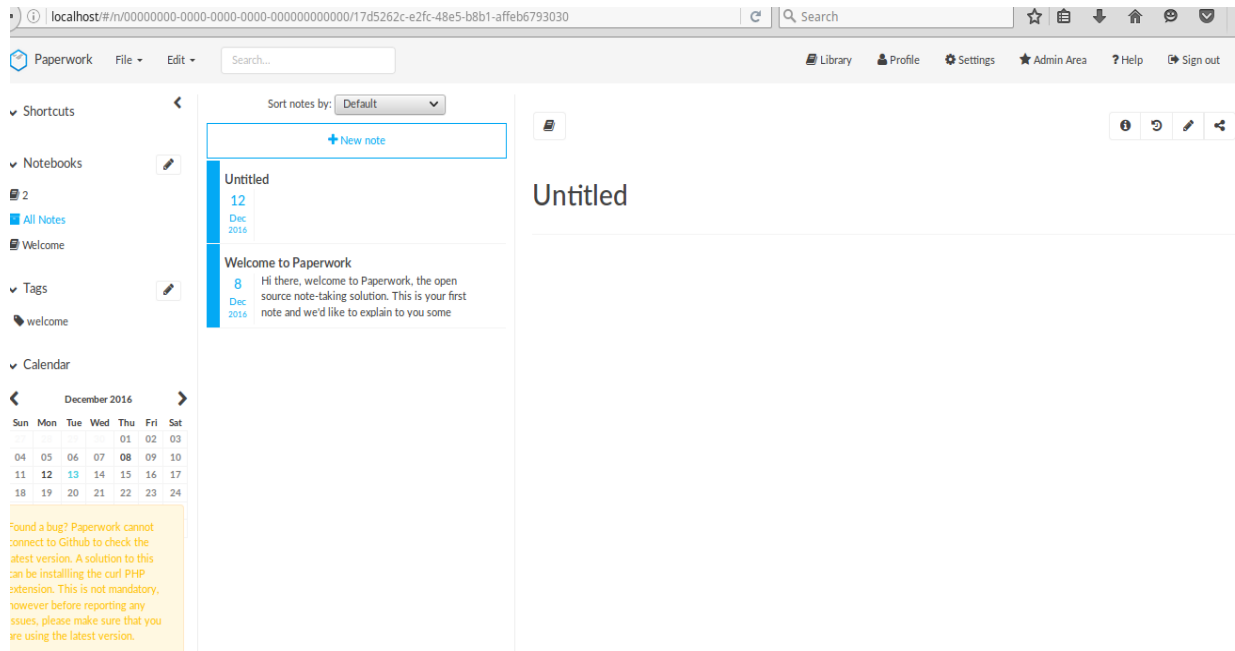 localhost/#/n/00000000-0000-0000-0000-000000000000/17d5262c-e2fc-48e5-b8b1-affeb6793030
Search
Paperwork File Edit Search... Library Profile Settings Admin Area ? Help Sign out
Shortcuts
Notebooks
2
All Notes
Welcome
Tags
welcome
Calendar
December 2016
Sun Mon Tue Wed Thu Fri Sat
27 28 29 30 01 02 03
04 05 06 07 08 09 10
11 12 13 14 15 16 17
18 19 20 21 22 23 24
Found a bug? Paperwork cannot
connect to Github to check the
latest version. A solution to this
can be installling the curl PHP
extension. This is not mandatory,
however before reporting any
issues, please make sure that you
are using the latest version.
Sort notes by: Default
+ New note
Untitled
12
Dec
2016
Welcome to Paperwork
8
Dec
2016
Hi there, welcome to Paperwork, the open
source note-taking solution. This is your first
note and we'd like to explain to you some
Untitled